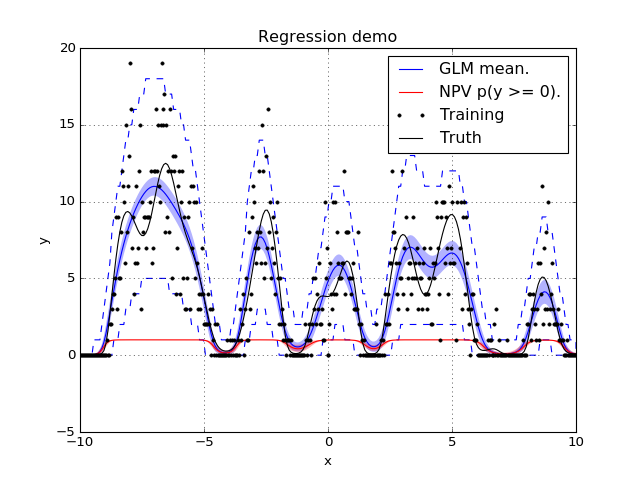 Regression demo
20
15
10
5
0
−5
y
−10
−5
0
5
10
x
GLM mean.
NPV p(y >= 0).
Training
Truth